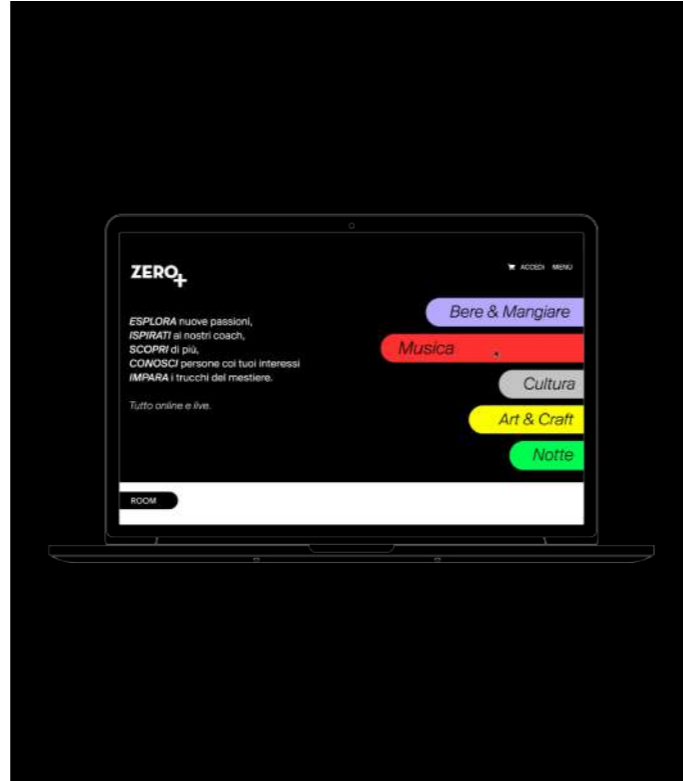 ZERO+
ACCEDI MENU
ESPLORA nuove passioni,
ISPIRATI ai nostri coach,
SCOPRI di più,
CONOSCI persone coi tuoi interessi
IMPARA i trucchi del mestiere.
Tutto online e live.
Bere & Mangiare
Musica
Cultura
Art & Craft
Notte
ROOM